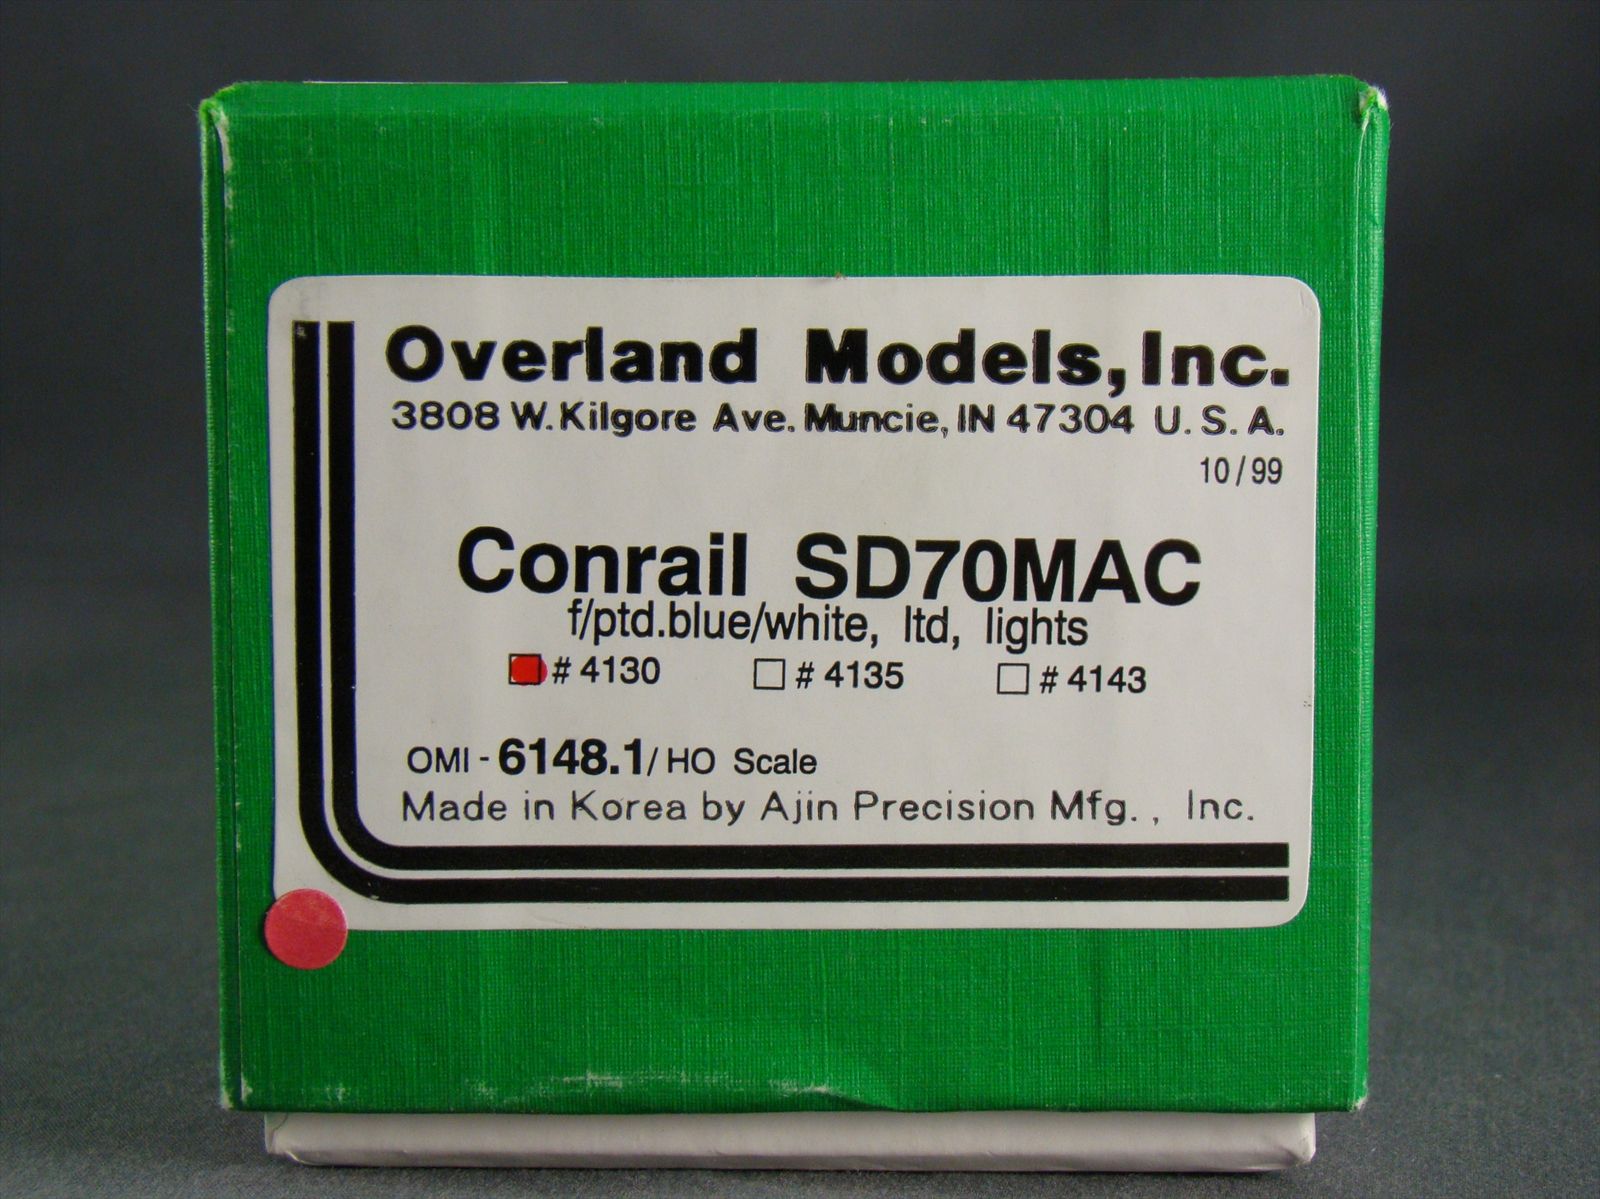 Overland Models, Inc.
3808 W. Kilgore Ave. Muncie, IN 47304 U.S.A.
10/99
Conrail SD70MAC
f/ptd.blue/white, ltd, lights
# 4130 # 4135 # 4143
OMI - 6148.1/ HO Scale
Made in Korea by Ajin Precision Mfg., Inc.